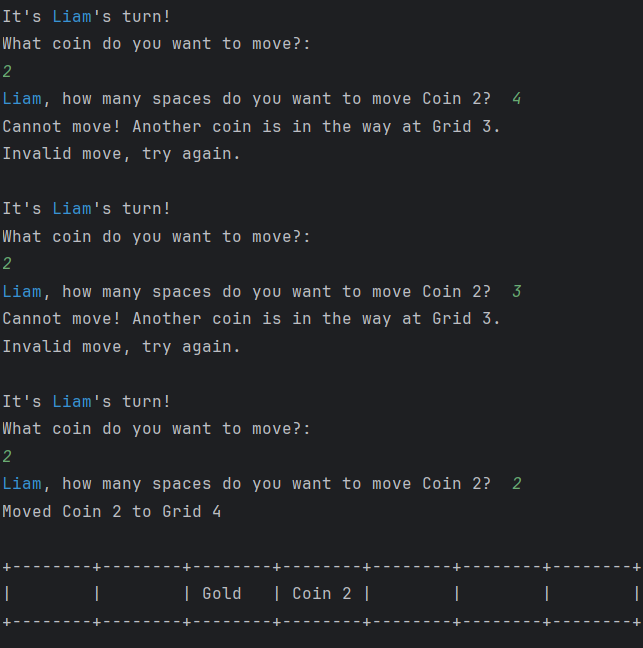 It's Liam's turn!
What coin do you want to move?:
2
Liam, how many spaces do you want to move Coin 2?  4
Cannot move! Another coin is in the way at Grid 3.
Invalid move, try again.

It's Liam's turn!
What coin do you want to move?:
2
Liam, how many spaces do you want to move Coin 2?  3
Cannot move! Another coin is in the way at Grid 3.
Invalid move, try again.

It's Liam's turn!
What coin do you want to move?:
2
Liam, how many spaces do you want to move Coin 2?  2
Moved Coin 2 to Grid 4

+--------+--------+--------+--------+--------+--------+--------+
|        |        | Gold   | Coin 2 |        |        |        |
+--------+--------+--------+--------+--------+--------+--------+